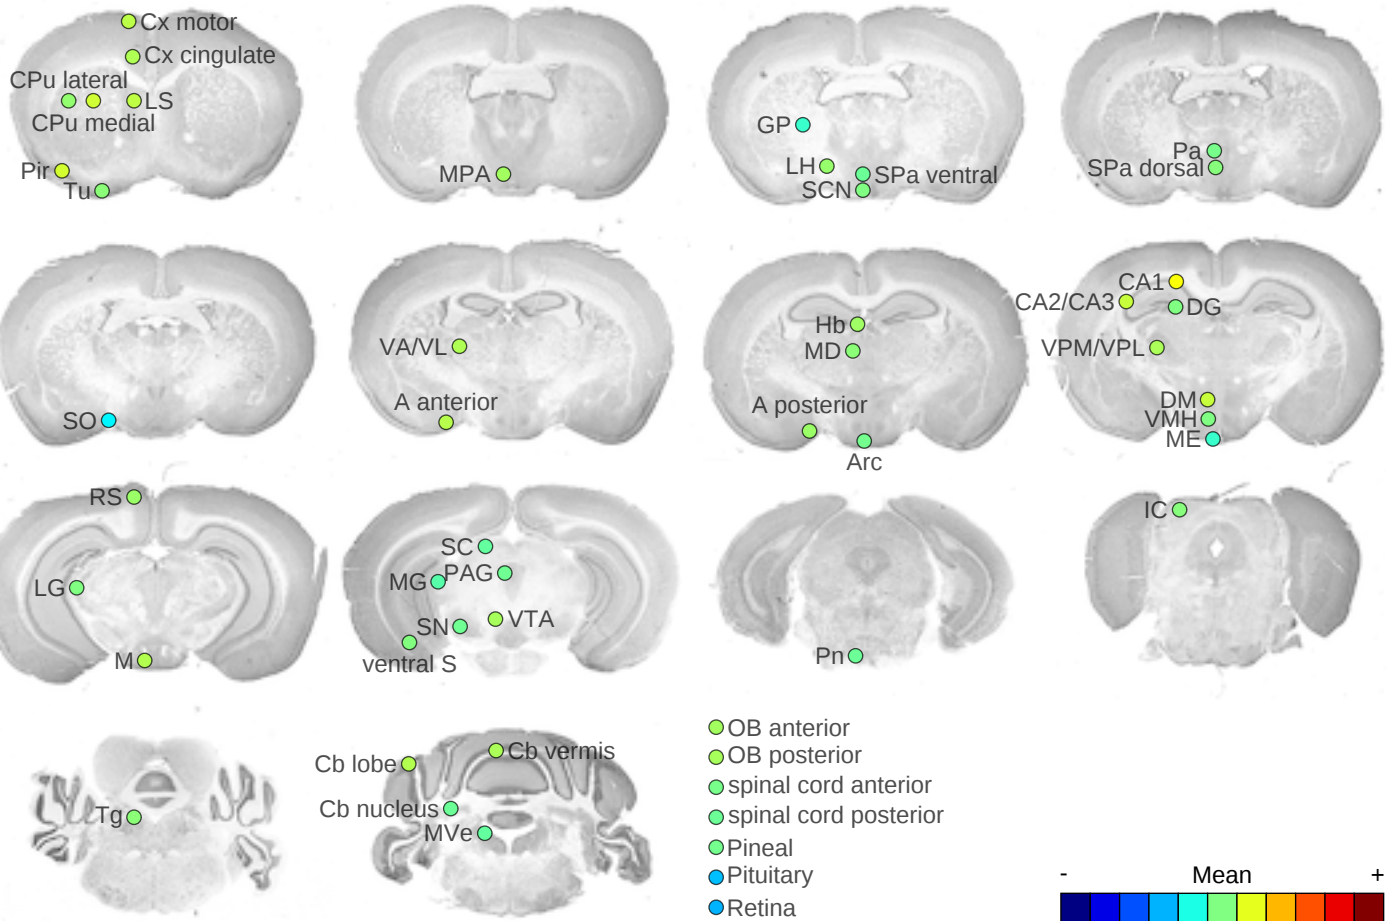 Cx motor
Cx cingulate
CPu lateral
LS
CPu medial
Pir
Tu
MPA
GP
LH
SPa ventral
SCN
Pa
SPa dorsal
SO
VA/VL
A anterior
Hb
MD
A posterior
Arc
CA1
CA2/CA3
DG
VPM/VPL
DM
VMH
ME
RS
LG
M
SC
MG
PAG
SN
VTA
ventral S
Pn
IC
Tg
Cb lobe
Cb vermis
Cb nucleus
MVe
OB anterior
OB posterior
spinal cord anterior
spinal cord posterior
Pineal
Pituitary
Retina
- Mean +